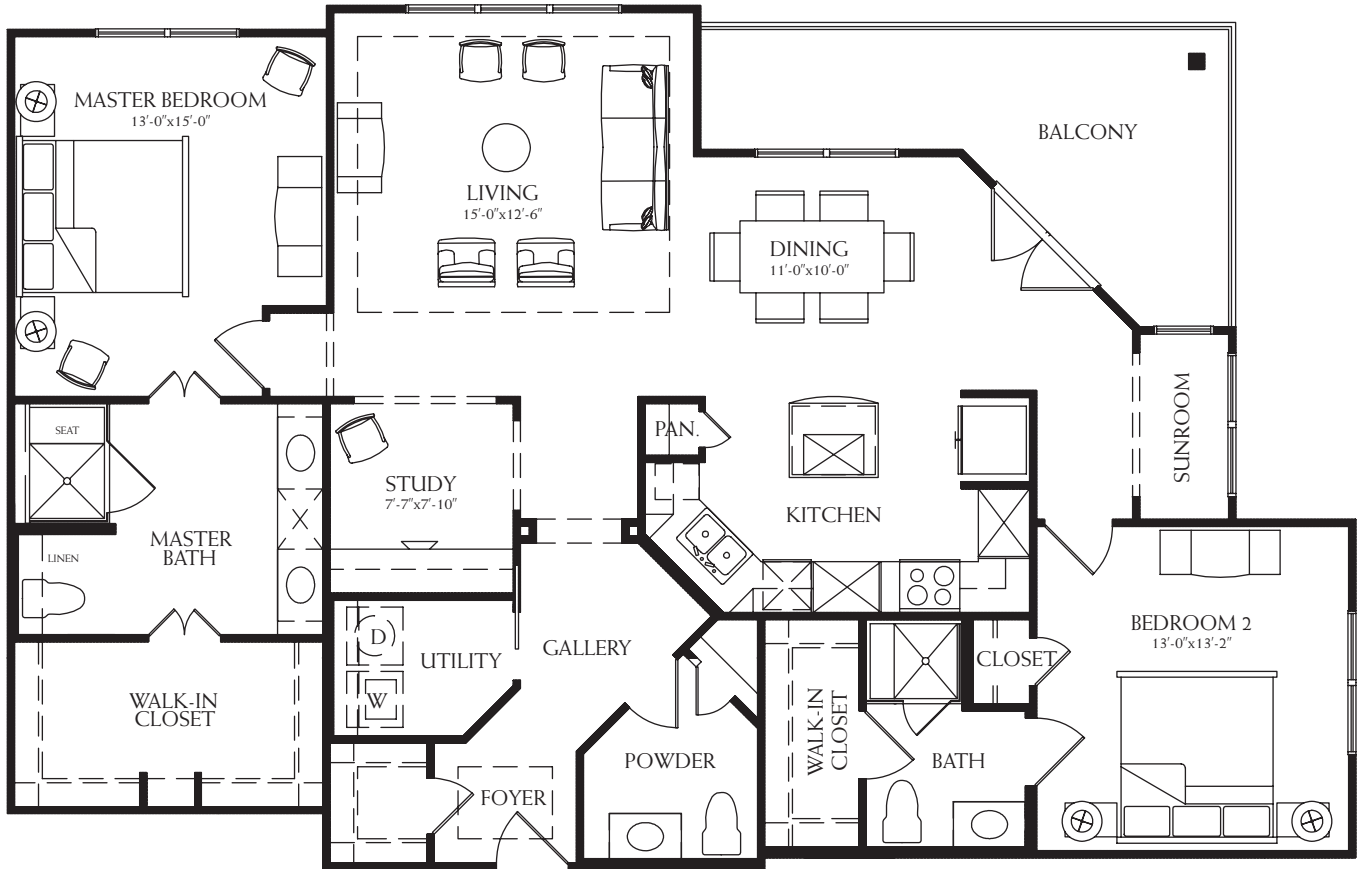 MASTER BEDROOM
13'-0"x15'-0"
LIVING
15'-0"x12'-6"
BALCONY
DINING
11'-0"x10'-0"
SUNROOM
SEAT
PAN.
STUDY
7'-7"x7'-10"
KITCHEN
MASTER
BATH
LINEN
D
UTILITY
GALLERY
W
BEDROOM 2
13'-0"x13'-2"
CLOSET
WALK-IN
CLOSET
WALK-IN
CLOSET
POWDER
BATH
FOYER